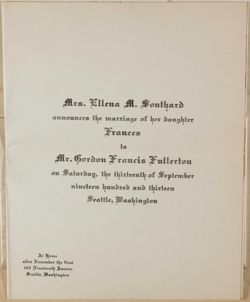 Mrs. Ellena M. Southard
announces the marriage of her daughter
Frances
to
Mr. Gordon Francis Fullerton
on Saturday, the thirteenth of September
nineteen hundred and thirteen
Seattle, Washington
At Home
after November the first
Nineteenth Avenue
Seattle, Washington